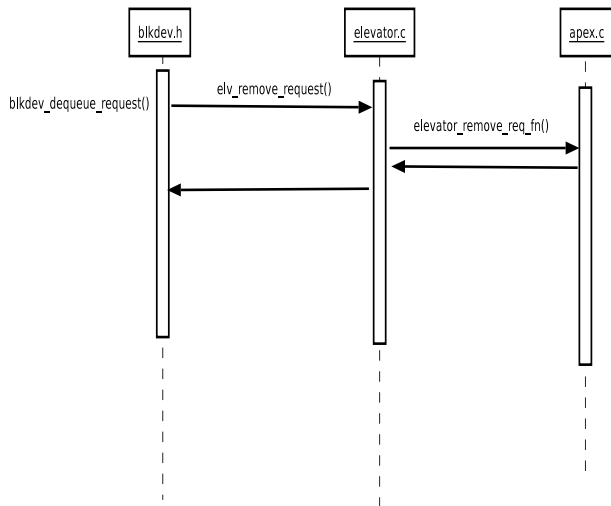 blkdev.h
elevator.c
apex.c
elv_remove_request()
blkdev_dequeue_request()
elevator_remove_req_fn()